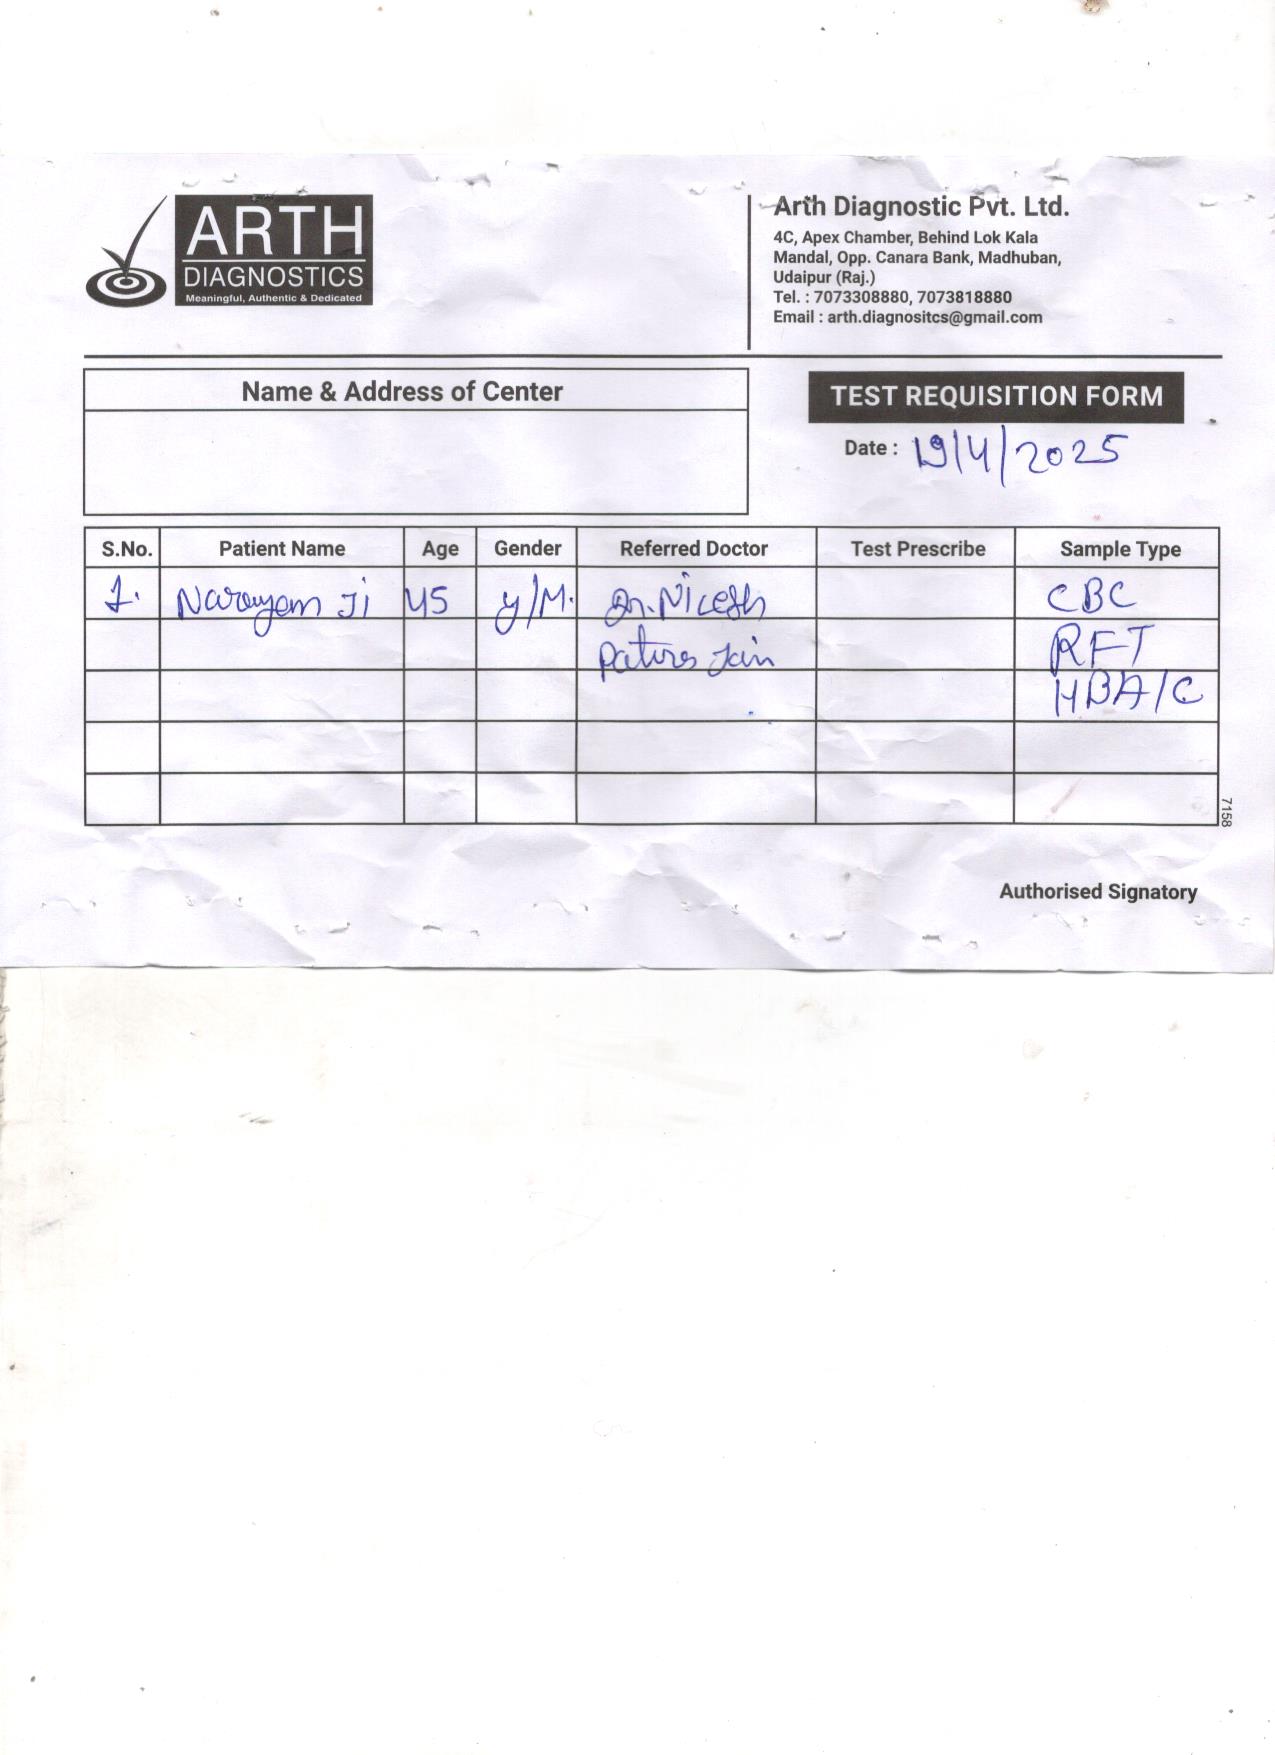 ARTH
DIAGNOSTICS
Meaningful, Authentic & Dedicated
Arth Diagnostic Pvt. Ltd.
4C, Apex Chamber, Behind Lok Kala
Mandal, Opp. Canara Bank, Madhuban,
Udaipur (Raj.)
Tel. : 7073308880, 7073818880
Email : arth.diagnositcs@gmail.com
Name & Address of Center
TEST REQUISITION FORM
Date : 19/4/2025
S.No. Patient Name Age Gender Referred Doctor Test Prescribe Sample Type
1. Narayan Ji 45 y/M. Dr. Nicesh CBC
Jain RFT
HBA1C
7158
Authorised Signatory